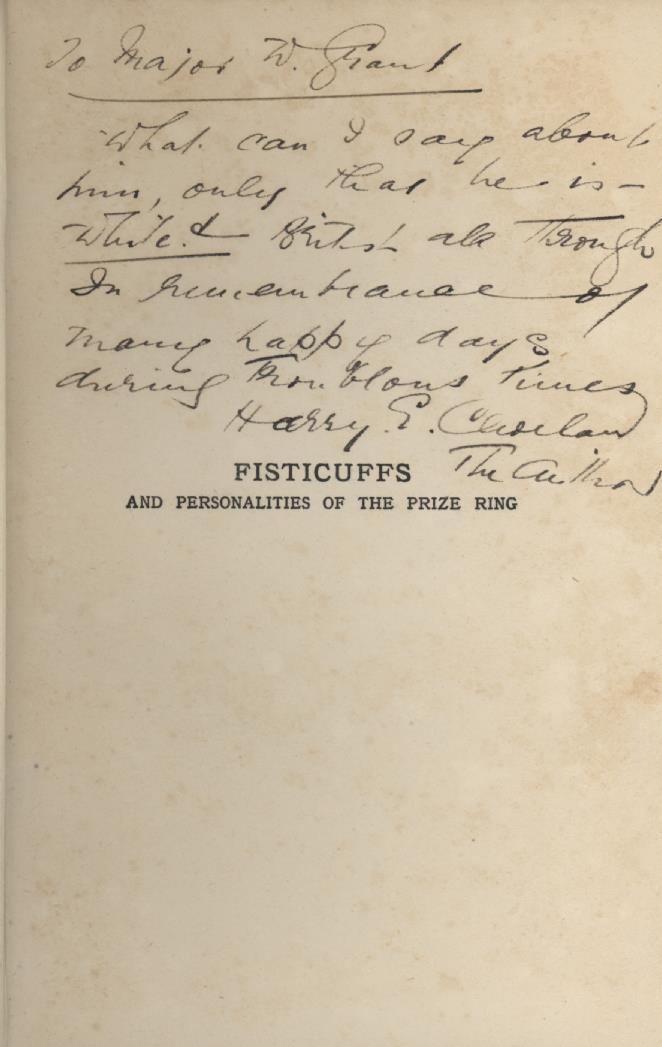 To Major W. Grant
What can I say about
him, only that he is –
White & British all Through
In remembrance of
many happy days
during Troublous Times
Harry E. Cleveland
The Author
FISTICUFFS
AND PERSONALITIES OF THE PRIZE RING